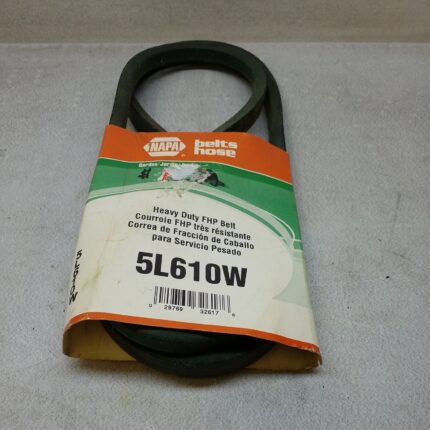 NAPA
belts
hose
Heavy Duty FHP Belt
Courroie FHP très résistante
Correa de Fracción de Caballo
para Servicio Pesado
5L610W
0 29769 32617 6
5L610W